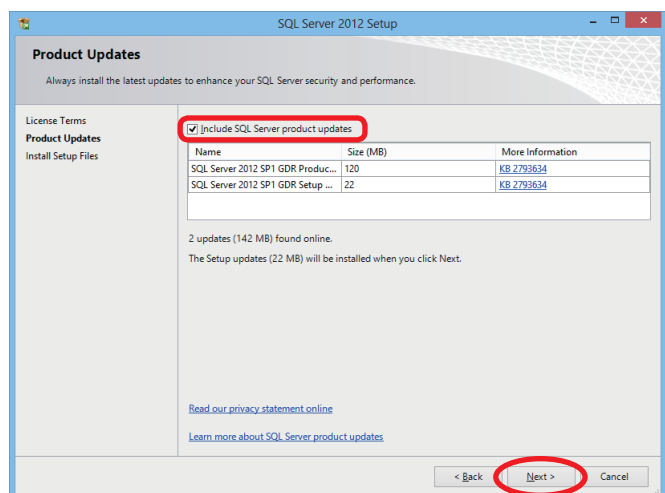 SQL Server 2012 Setup
Product Updates
Always install the latest updates to enhance your SQL Server security and performance.
License Terms
Product Updates
Install Setup Files
Include SQL Server product updates
Name Size (MB) More Information
SQL Server 2012 SP1 GDR Produc... 120 KB 2793634
SQL Server 2012 SP1 GDR Setup ... 22 KB 2793634
2 updates (142 MB) found online.
The Setup updates (22 MB) will be installed when you click Next.
Read our privacy statement online
Learn more about SQL Server product updates
< Back Next > Cancel